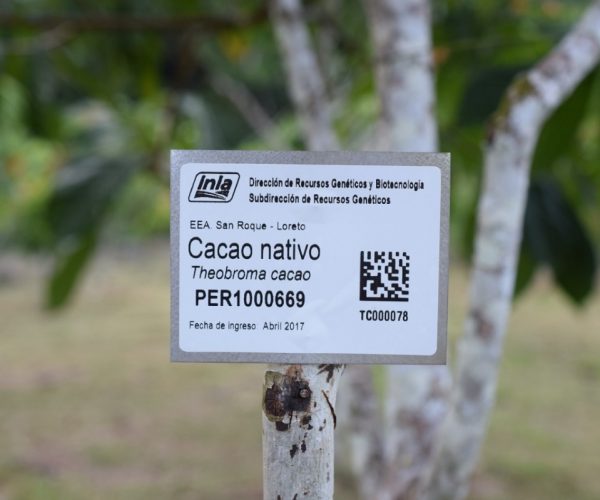 Inia
Dirección de Recursos Genéticos y Biotecnología
Subdirección de Recursos Genéticos
EEA. San Roque - Loreto
Cacao nativo
Theobroma cacao
PER1000669
TC000078
Fecha de ingreso: Abril 2017